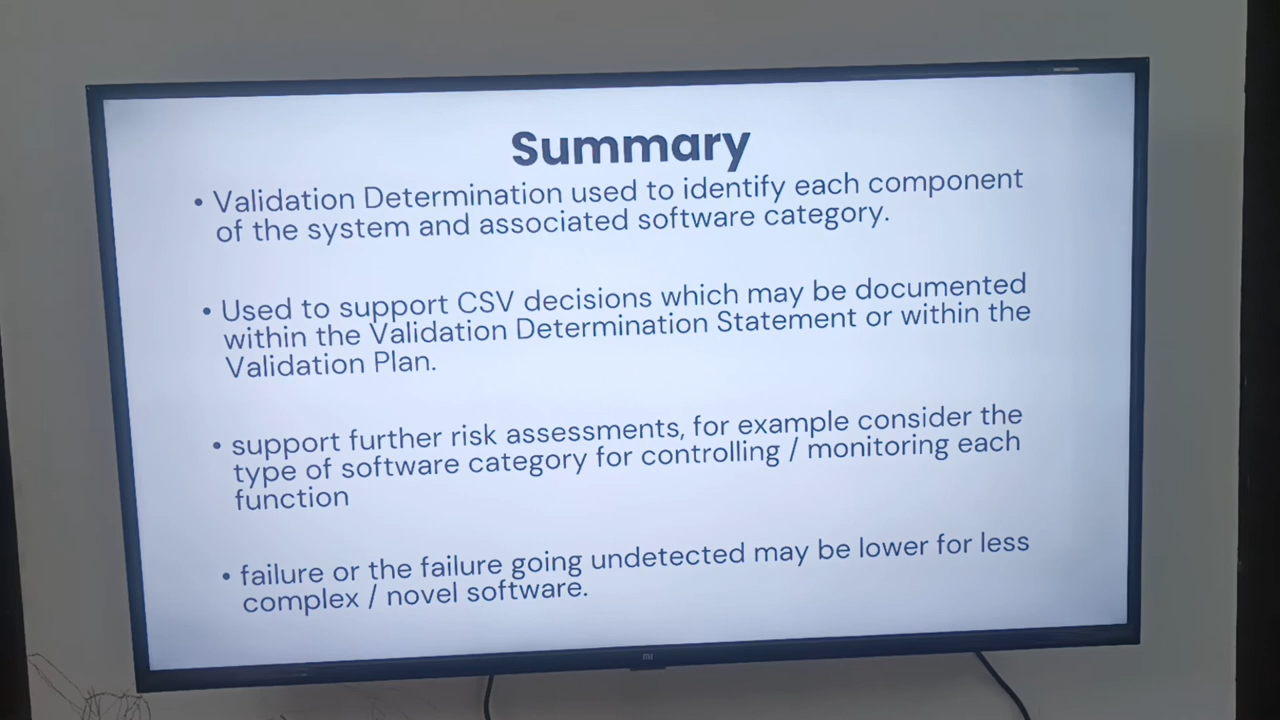 Summary
• Validation Determination used to identify each component
of the system and associated software category.
• Used to support CSV decisions which may be documented
within the Validation Determination Statement or within the
Validation Plan.
• support further risk assessments, for example consider the
type of software category for controlling / monitoring each
function
• failure or the failure going undetected may be lower for less
complex / novel software.
mi